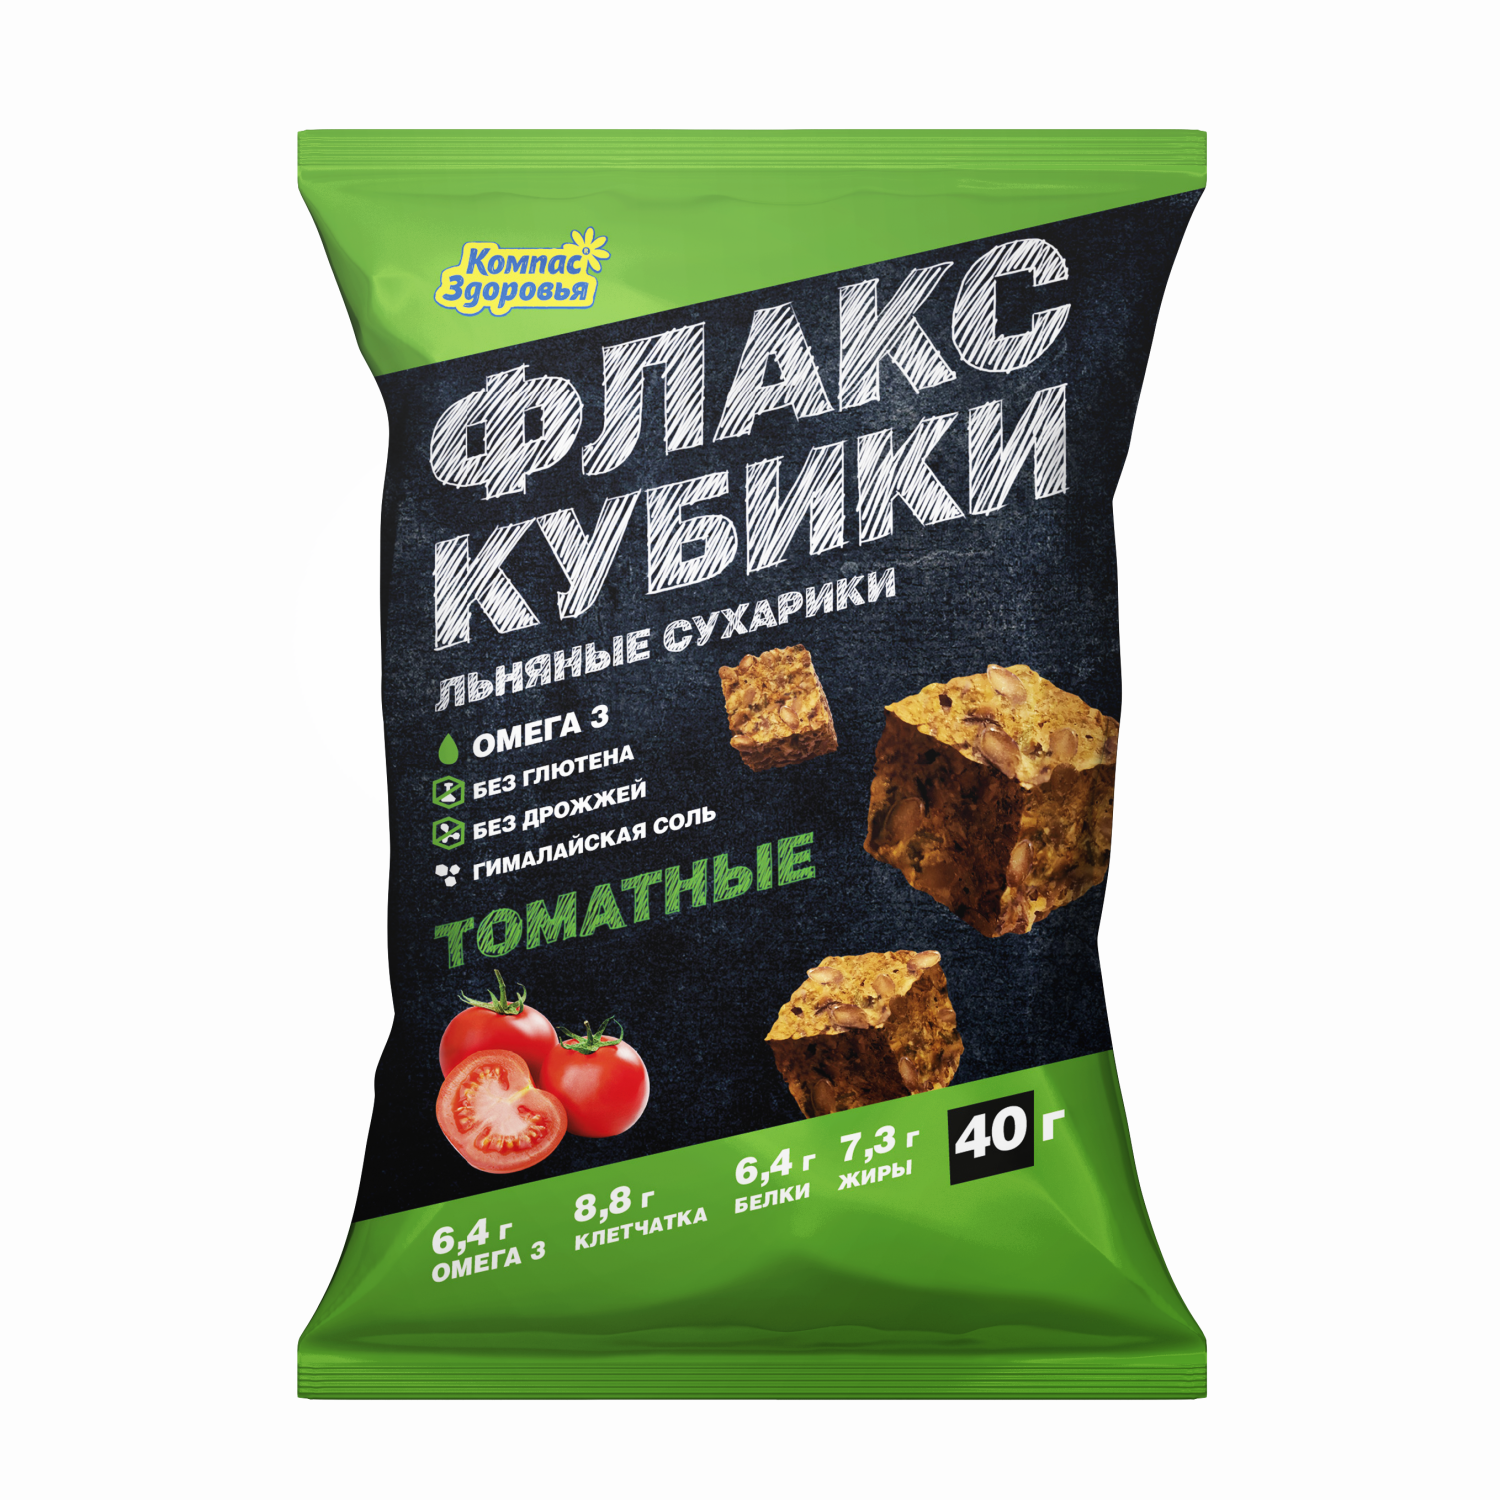 Компас
Здоровья
ФЛАКС
КУБИКИ
ЛЬНЯНЫЕ СУХАРИКИ
ОМЕГА 3
БЕЗ ГЛЮТЕНА
БЕЗ ДРОЖЖЕЙ
ГИМАЛАЙСКАЯ СОЛЬ
ТОМАТНЫЕ
6,4 г
ОМЕГА 3
8,8 г
КЛЕТЧАТКА
6,4 г
БЕЛКИ
7,3 г
ЖИРЫ
40 г